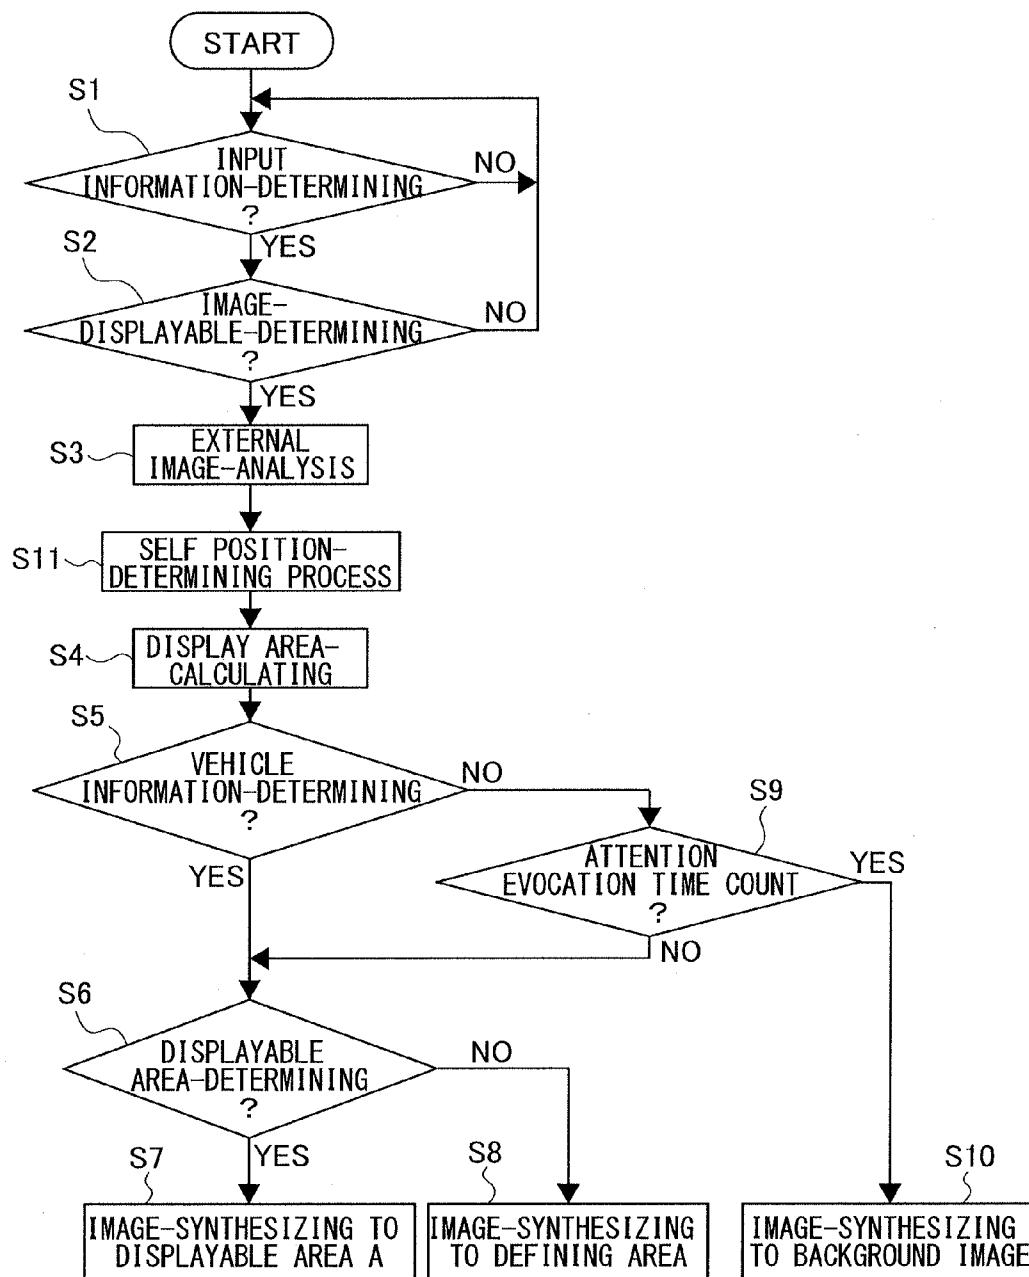 START
S1
INPUT
INFORMATION-DETERMINING
?
NO
YES
S2
IMAGE-
DISPLAYABLE-DETERMINING
?
NO
YES
S3
EXTERNAL
IMAGE-ANALYSIS
S11
SELF POSITION-
DETERMINING PROCESS
S4
DISPLAY AREA-
CALCULATING
S5
VEHICLE
INFORMATION-DETERMINING
?
NO
YES
S9
ATTENTION
EVOCATION TIME COUNT
?
YES
NO
S6
DISPLAYABLE
AREA-DETERMINING
?
NO
YES
S7
IMAGE-SYNTHESIZING TO
DISPLAYABLE AREA A
S8
IMAGE-SYNTHESIZING
TO DEFINING AREA
S10
IMAGE-SYNTHESIZING
TO BACKGROUND IMAGE